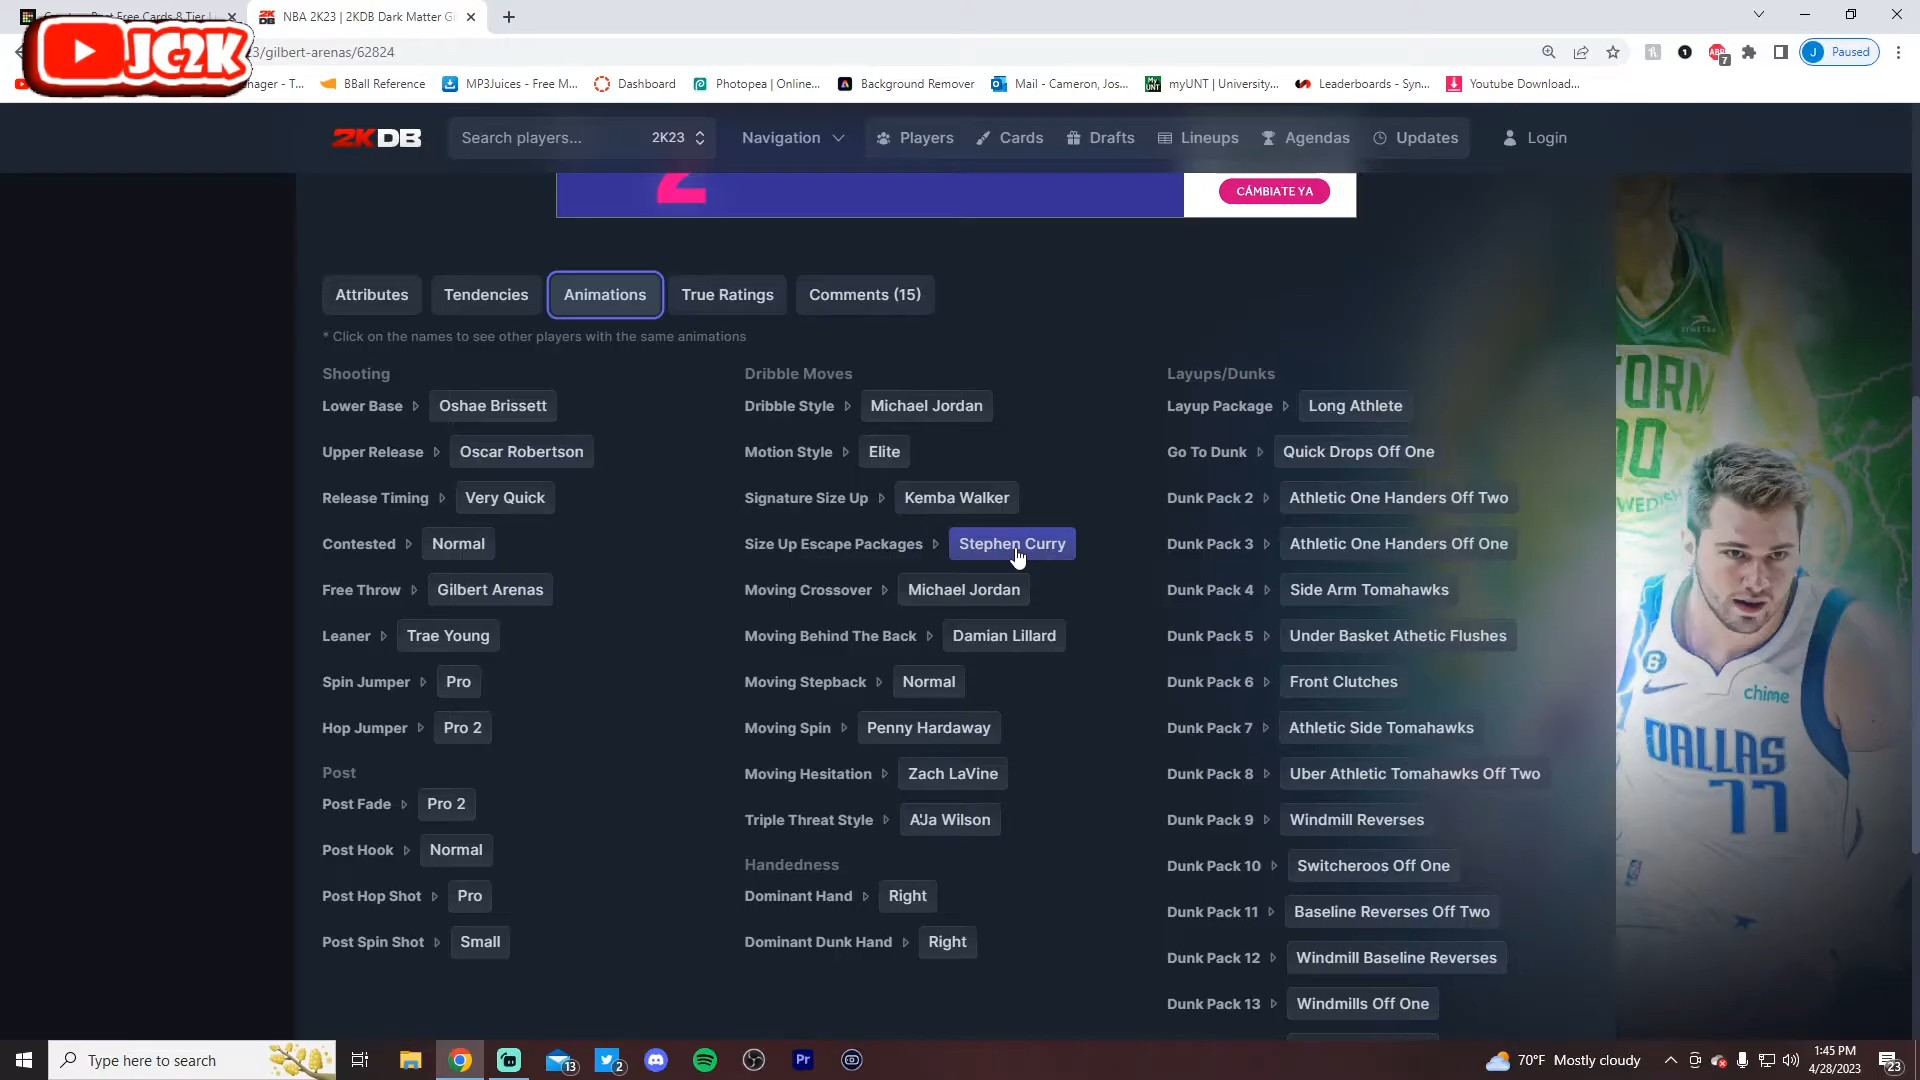 NBA 2K23 | 2KDB Dark Matter Gi
JC2K
3/gilbert-arenas/62824
J Paused
anager - T...
BBall Reference
MP3Juices - Free M...
Dashboard
Photopea | Online...
Background Remover
Mail - Cameron, Jos...
myUNT | University...
Leaderboards - Syn...
Youtube Download...
2KDB
Search players...
2K23
Navigation
Players
Cards
Drafts
Lineups
Agendas
Updates
Login
CÁMBIATE YA
Attributes
Tendencies
Animations
True Ratings
Comments (15)
* Click on the names to see other players with the same animations
Shooting
Lower Base Oshae Brissett
Upper Release Oscar Robertson
Release Timing Very Quick
Contested Normal
Free Throw Gilbert Arenas
Leaner Trae Young
Spin Jumper Pro
Hop Jumper Pro 2
Post
Post Fade Pro 2
Post Hook Normal
Post Hop Shot Pro
Post Spin Shot Small
Dribble Moves
Dribble Style Michael Jordan
Motion Style Elite
Signature Size Up Kemba Walker
Size Up Escape Packages Stephen Curry
Moving Crossover Michael Jordan
Moving Behind The Back Damian Lillard
Moving Stepback Normal
Moving Spin Penny Hardaway
Moving Hesitation Zach LaVine
Triple Threat Style A'Ja Wilson
Handedness
Dominant Hand Right
Dominant Dunk Hand Right
Layups/Dunks
Layup Package Long Athlete
Go To Dunk Quick Drops Off One
Dunk Pack 2 Athletic One Handers Off Two
Dunk Pack 3 Athletic One Handers Off One
Dunk Pack 4 Side Arm Tomahawks
Dunk Pack 5 Under Basket Athetic Flushes
Dunk Pack 6 Front Clutches
Dunk Pack 7 Athletic Side Tomahawks
Dunk Pack 8 Uber Athletic Tomahawks Off Two
Dunk Pack 9 Windmill Reverses
Dunk Pack 10 Switcheroos Off One
Dunk Pack 11 Baseline Reverses Off Two
Dunk Pack 12 Windmill Baseline Reverses
Dunk Pack 13 Windmills Off One
chime
6
DALLAS
77
Type here to search
13
2
Pr
70°F Mostly cloudy
1:45 PM
4/28/2023
23